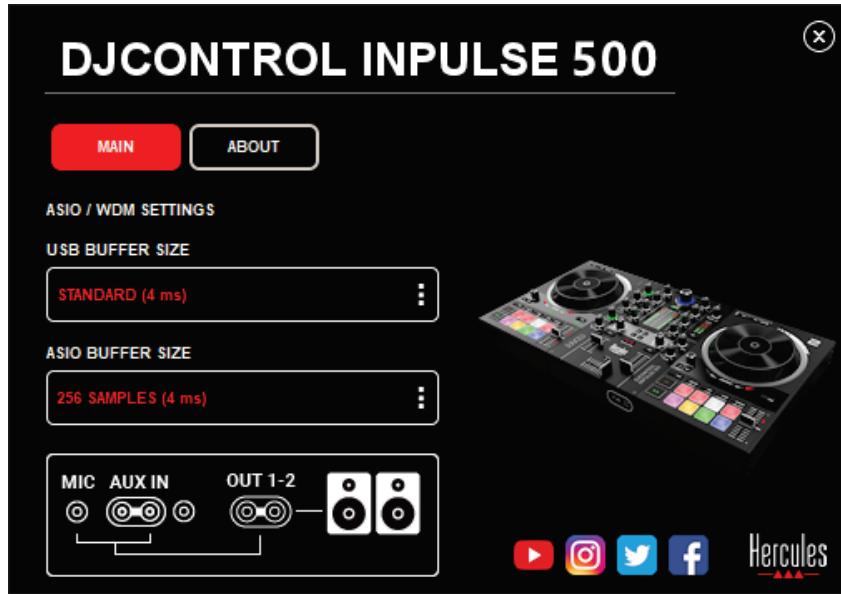 DJCONTROL INPULSE 500
MAIN
ABOUT
ASIO / WDM SETTINGS
USB BUFFER SIZE
STANDARD (4 ms)
ASIO BUFFER SIZE
256 SAMPLES (4 ms)
MIC AUX IN OUT 1-2
Hercules